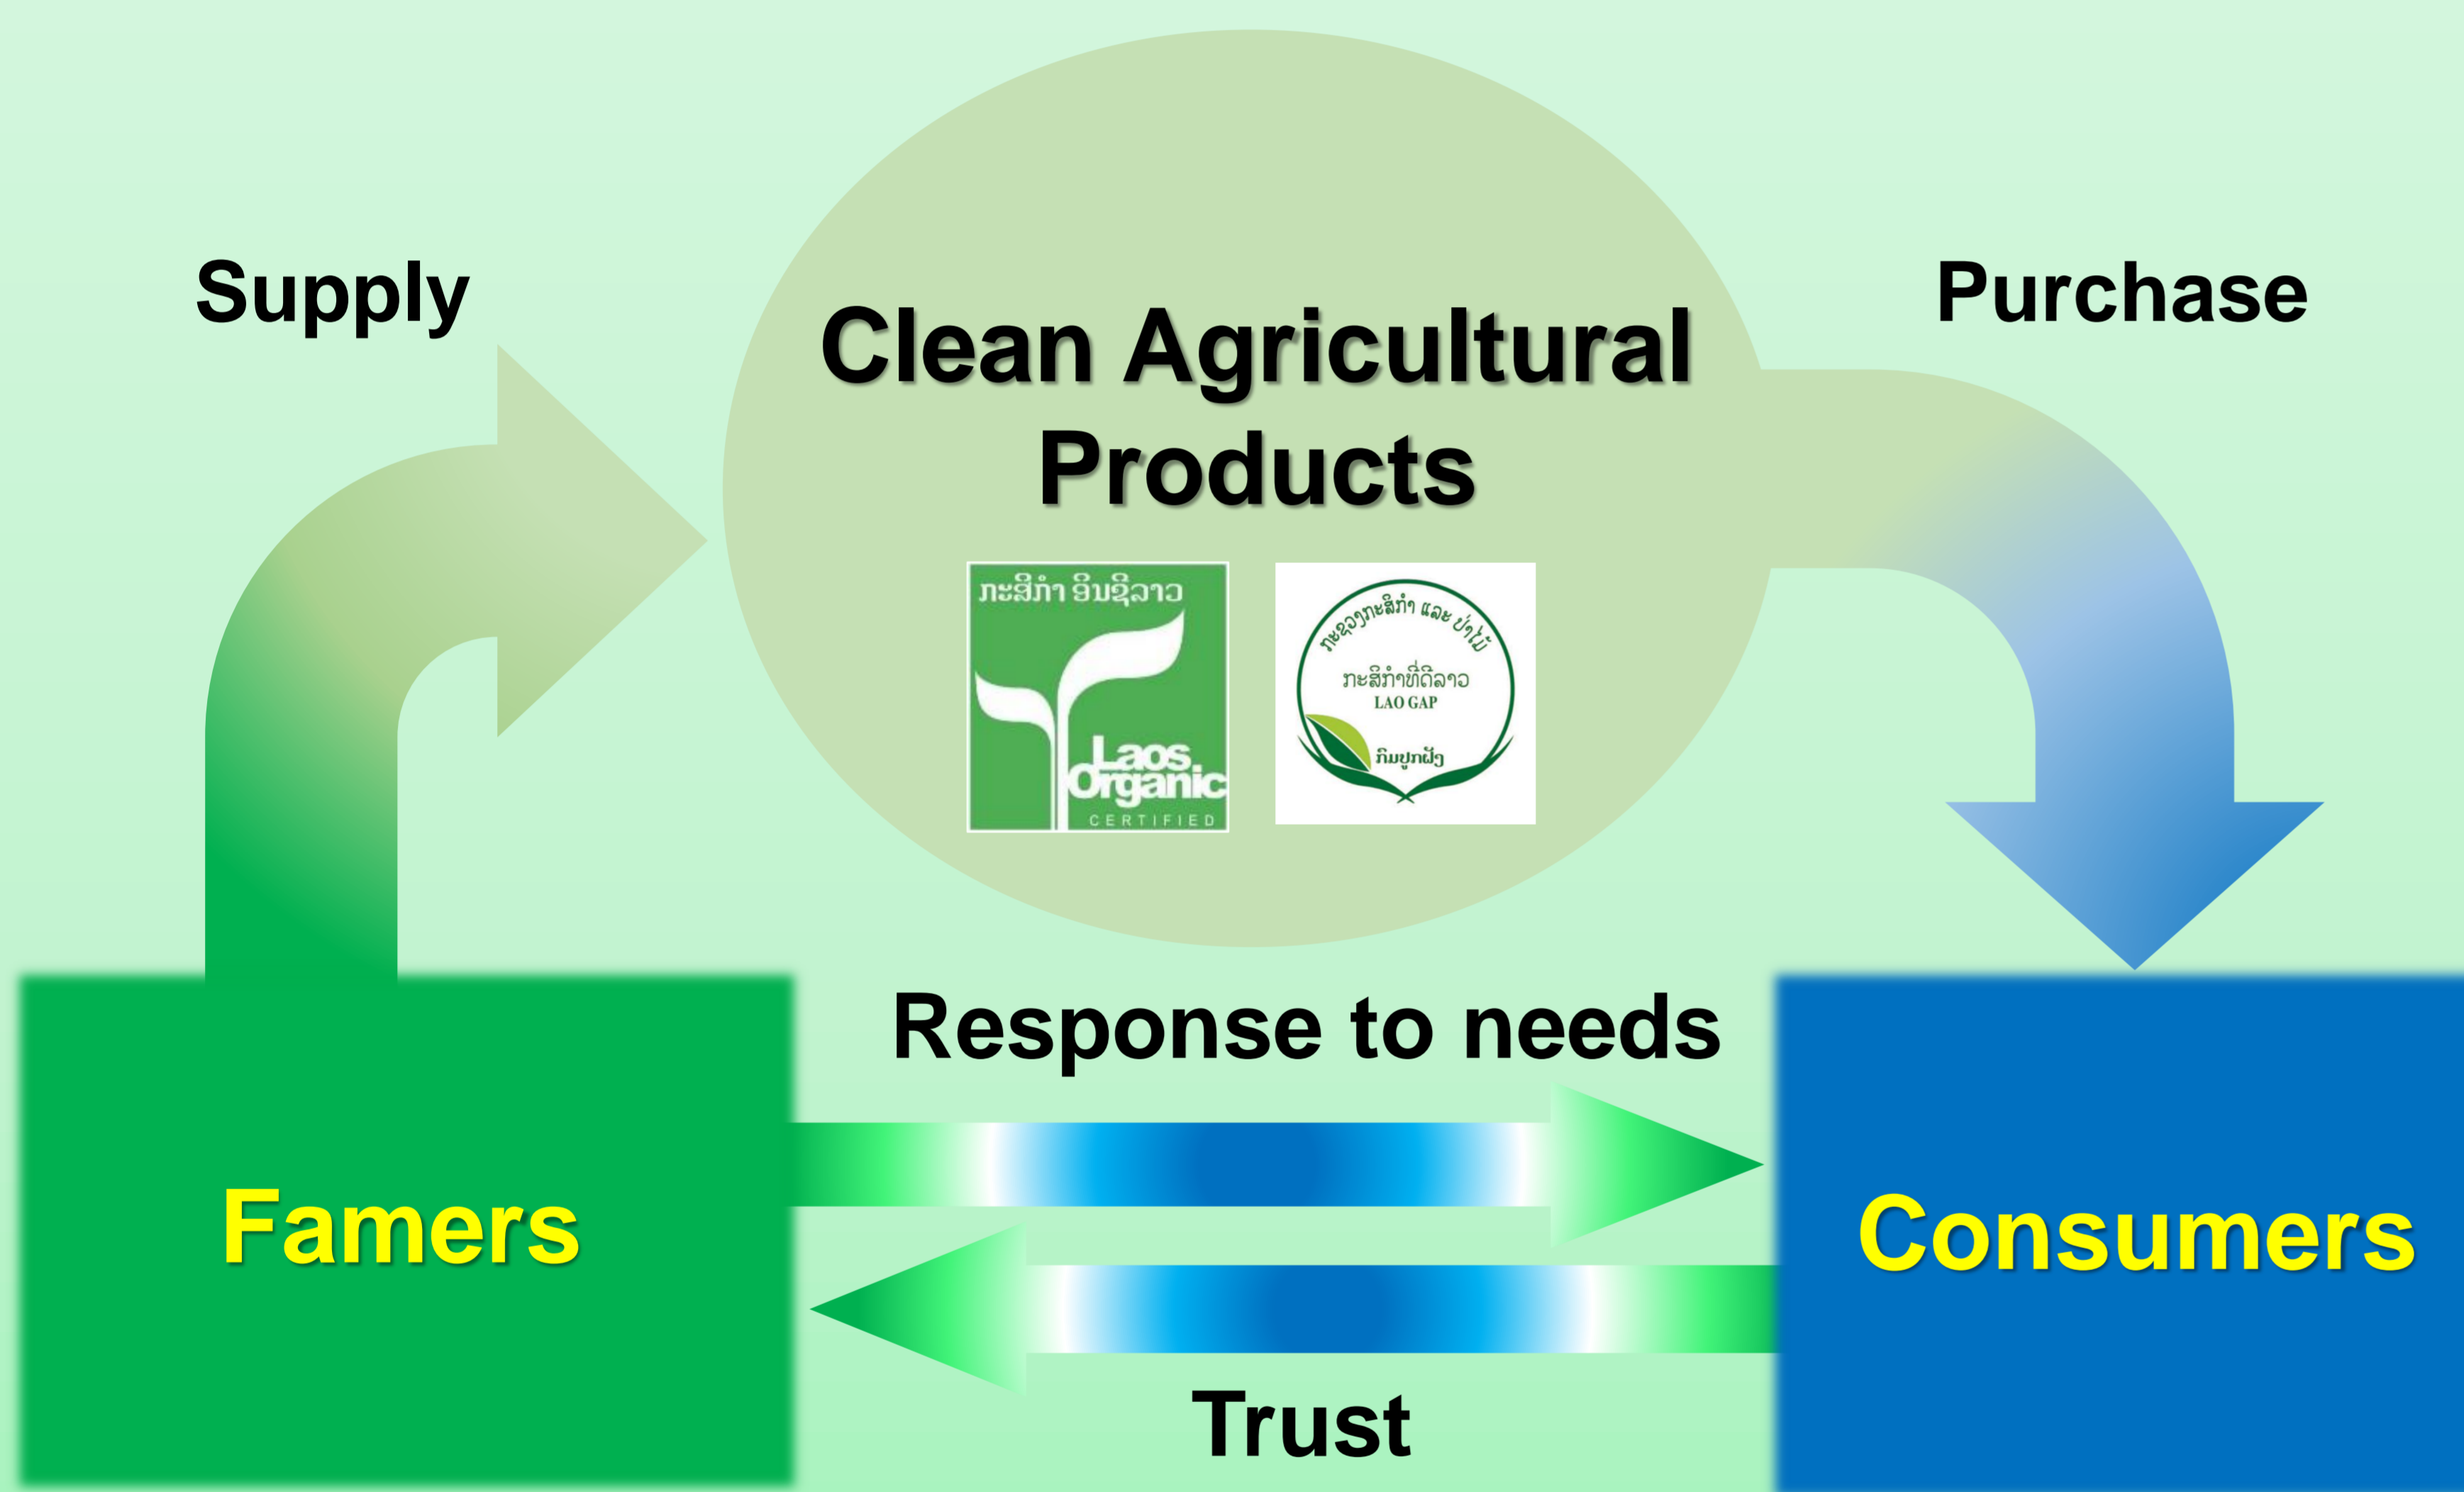 Supply
Purchase
Clean Agricultural
Products
ກະສິກຳ ອິນຊີລາວ
Laos
Organic
CERTIFIED
ກະຊວງກະສິກຳ ແລະ ປ່າໄມ້
ກະສິກຳທີ່ດີລາວ
LAO GAP
ກົມປູກຝັງ
Response to needs
Famers
Consumers
Trust